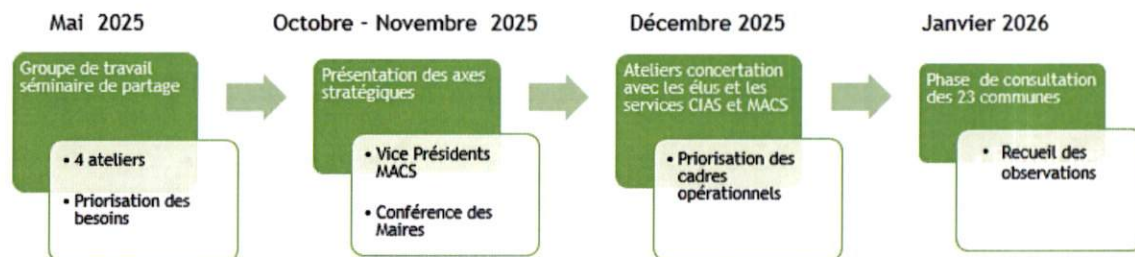 Mai 2025
Groupe de travail
séminaire de partage
• 4 ateliers
• Priorisation des
besoins
Octobre - Novembre 2025
Présentation des axes
stratégiques
• Vice Présidents
MACS
• Conférence des
Maires
Décembre 2025
Ateliers concertation
avec les élus et les
services CIAS et MACS
• Priorisation des
cadres
opérationnels
Janvier 2026
Phase de consultation
des 23 communes
• Recueil des
observations